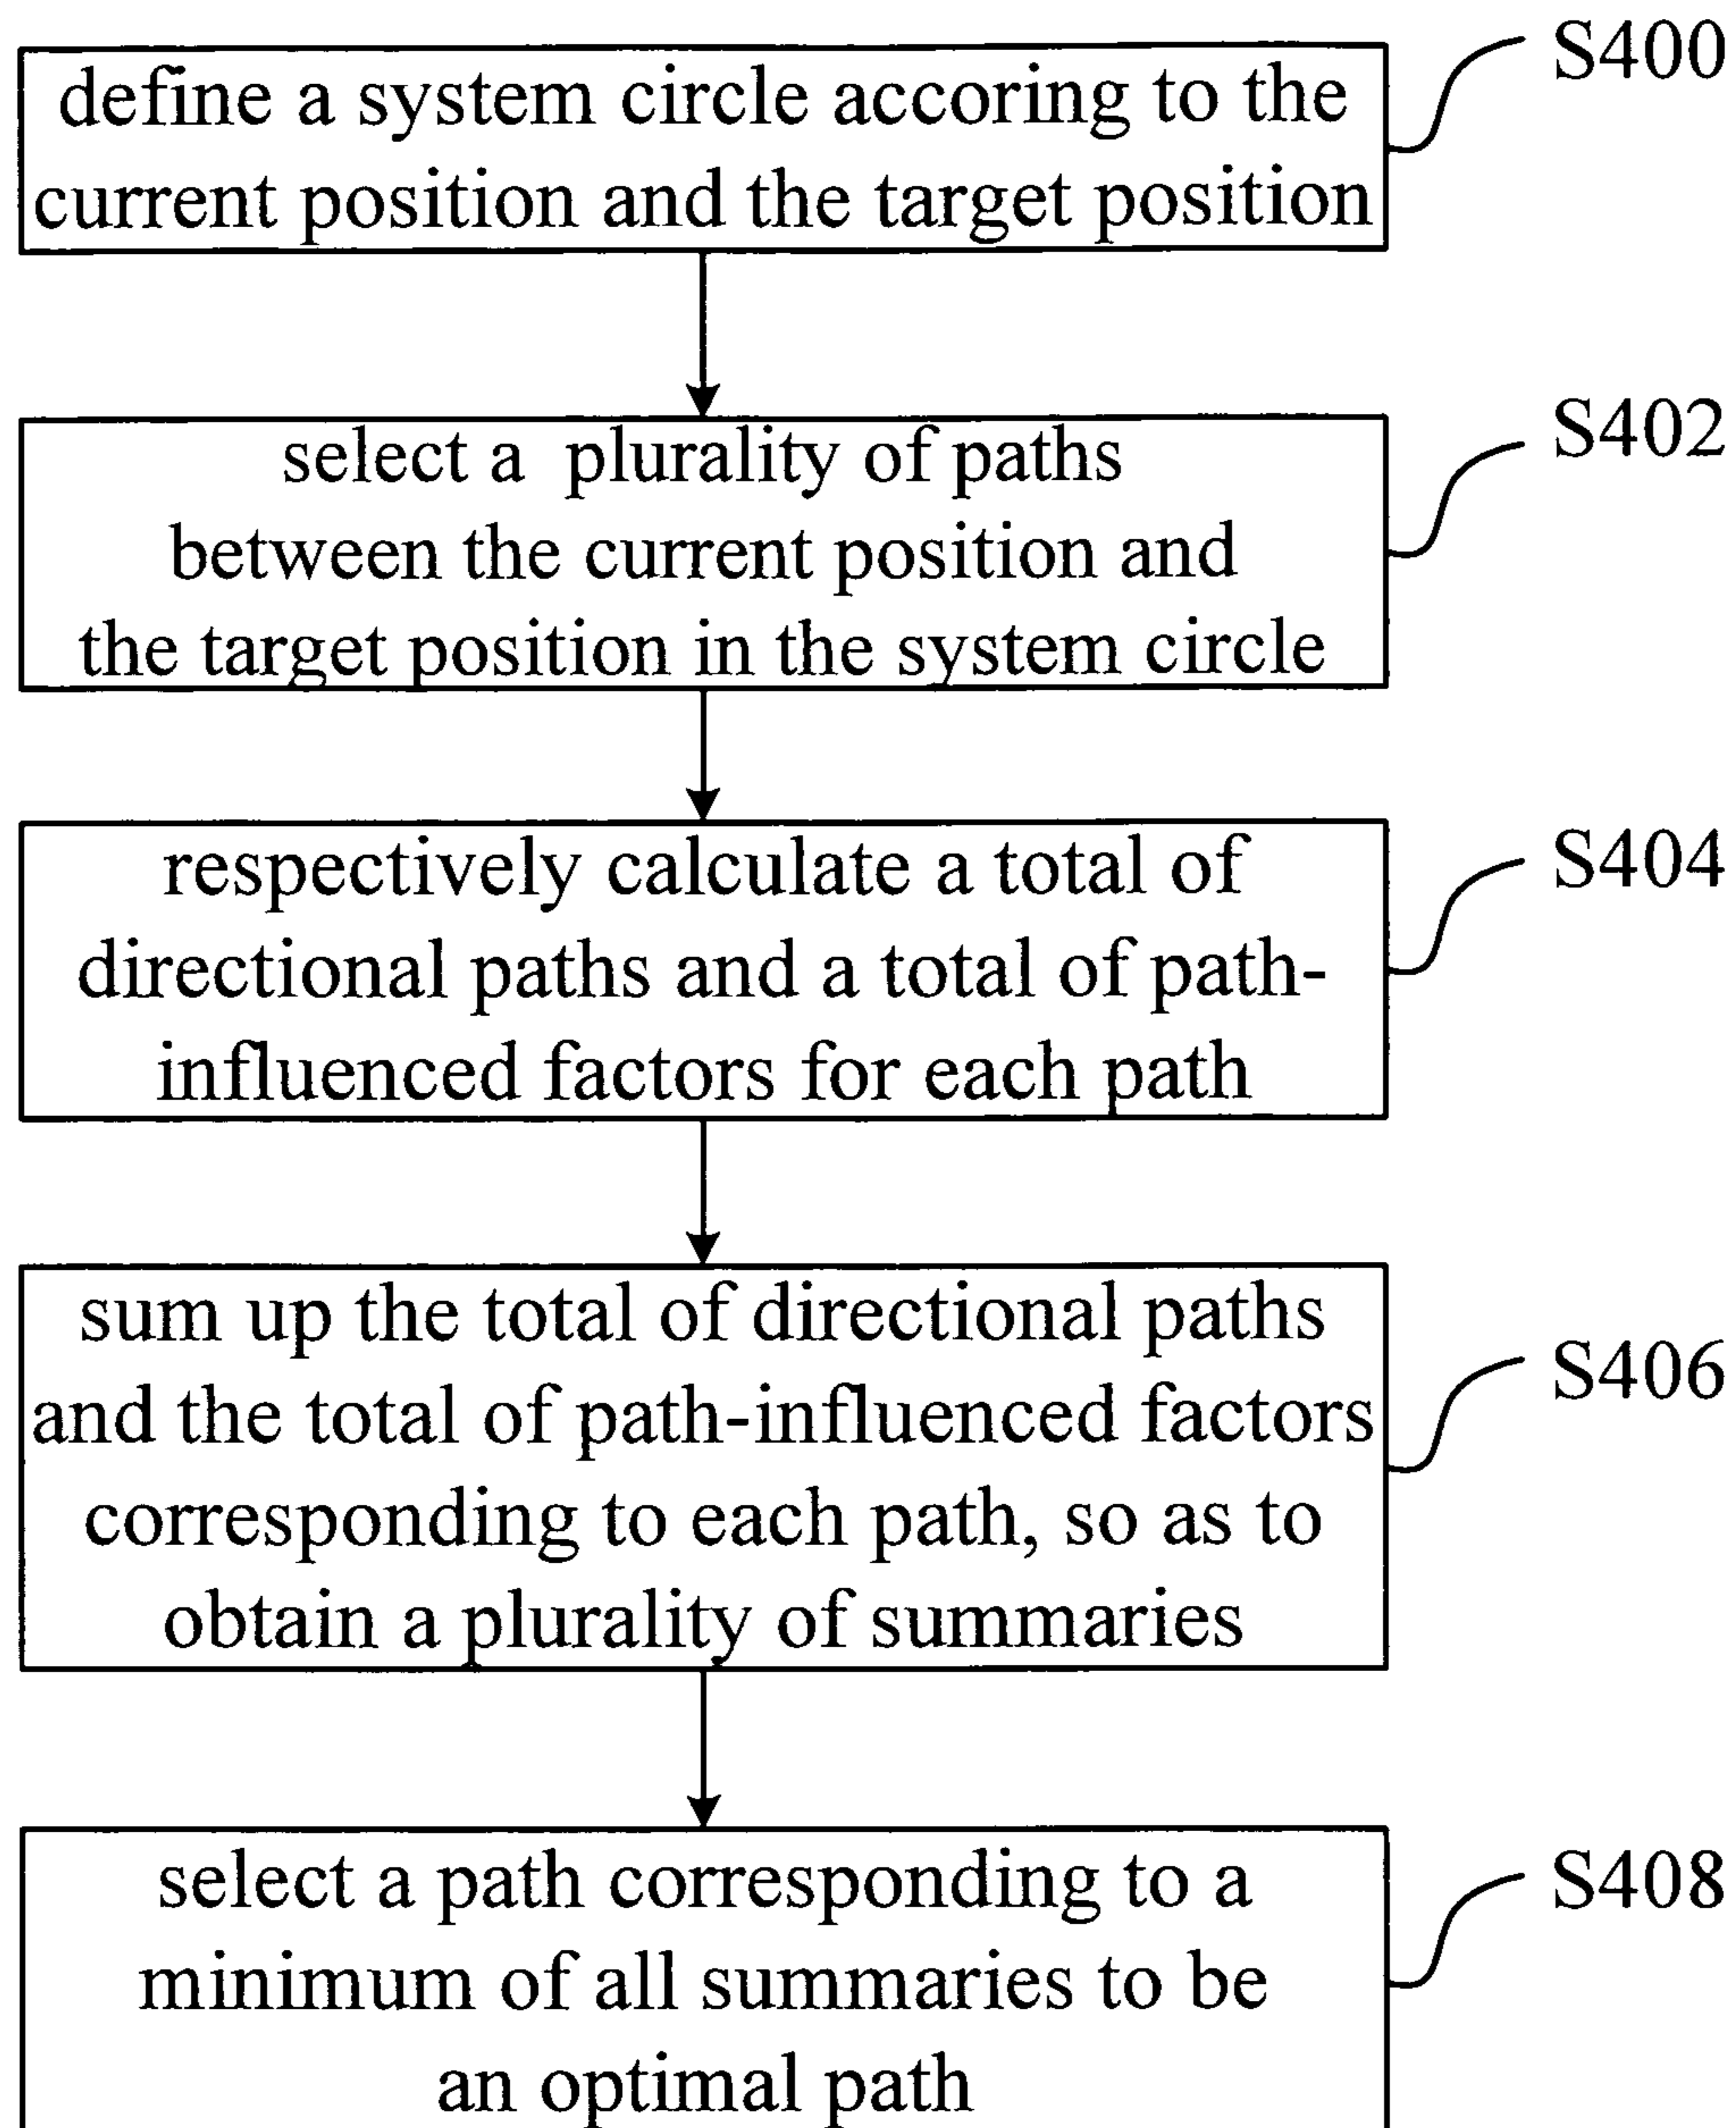 S400
define a system circle accoring to the
current position and the target position
S402
select a plurality of paths
between the current position and
the target position in the system circle
S404
respectively calculate a total of
directional paths and a total of path-
influenced factors for each path
S406
sum up the total of directional paths
and the total of path-influenced factors
corresponding to each path, so as to
obtain a plurality of summaries
S408
select a path corresponding to a
minimum of all summaries to be
an optimal path